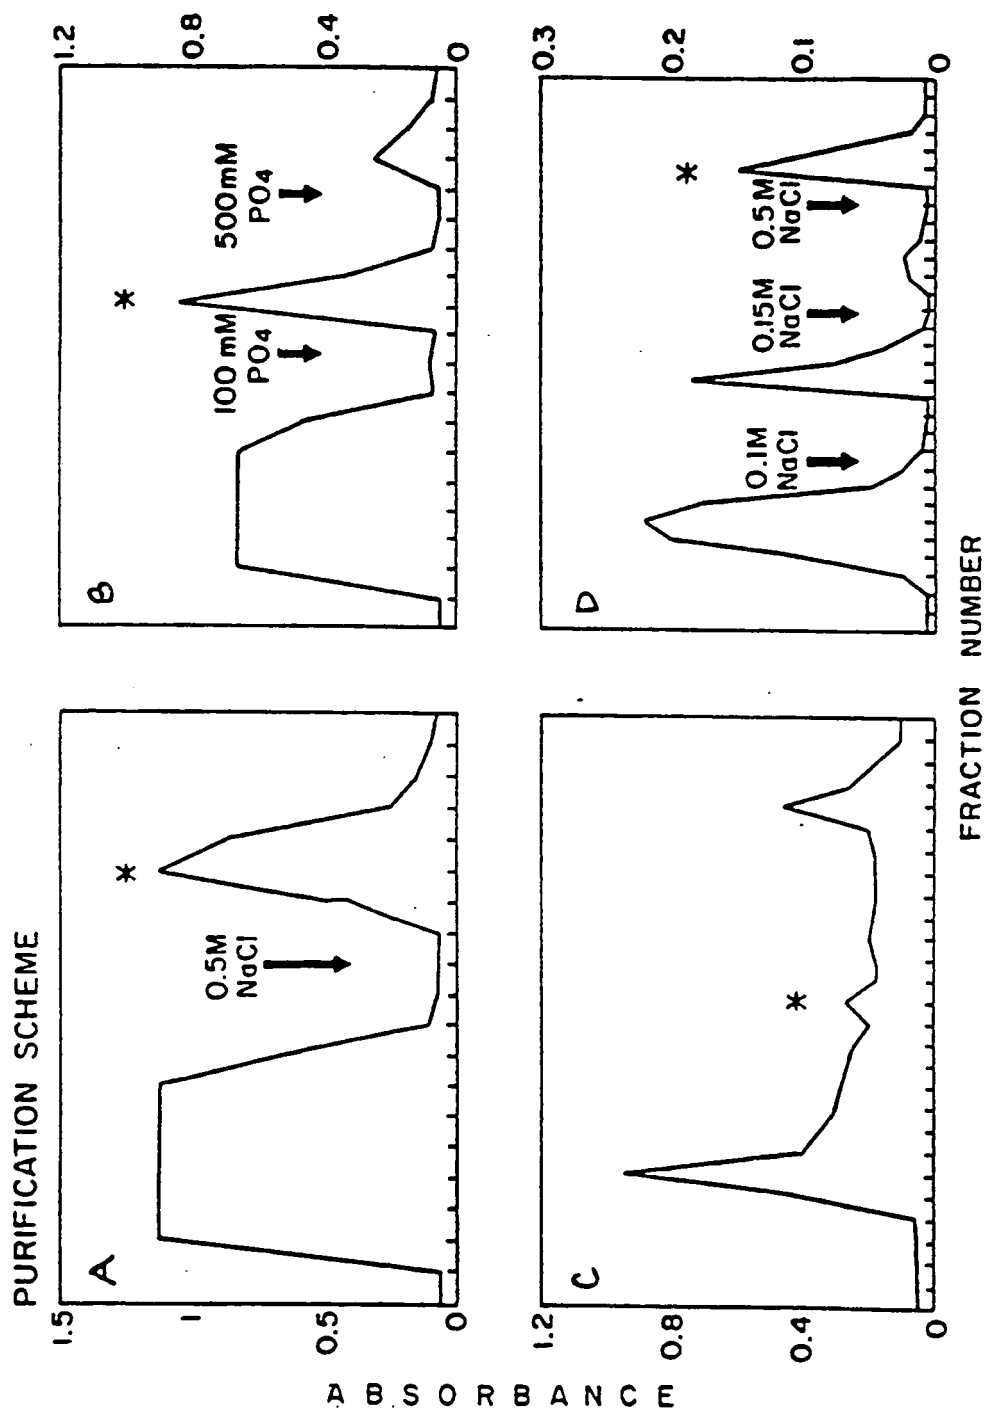 PURIFICATION SCHEME
ABSORBANCE
1.5
1
0.5
0
A
0.5M
NaCl
*
B
100 mM
PO4
*
500mM
PO4
1.2
0.8
0.4
0
1.2
0.8
0.4
0
C
*
D
0.1M
NaCl
0.15M
NaCl
0.5M
NaCl
*
0.3
0.2
0.1
0
FRACTION NUMBER